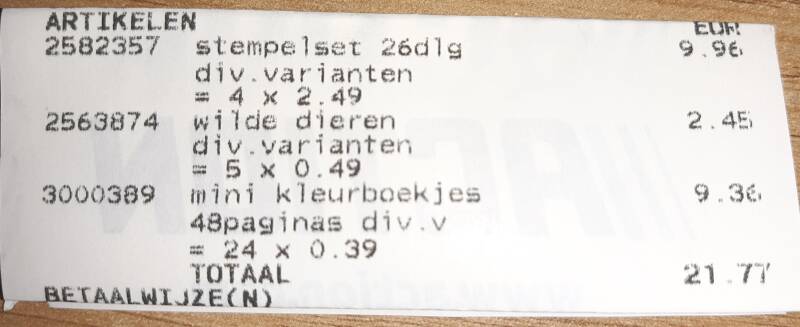 ARTIKELEN EUR
2582357 stempelset 26dlg 9.96
div.varianten
= 4 x 2.49
2563874 wilde dieren 2.45
div.varianten
= 5 x 0.49
3000389 mini kleurboekjes 9.36
48paginas div.v
= 24 x 0.39
TOTAAL 21.77
BETAALWIJZE(N)